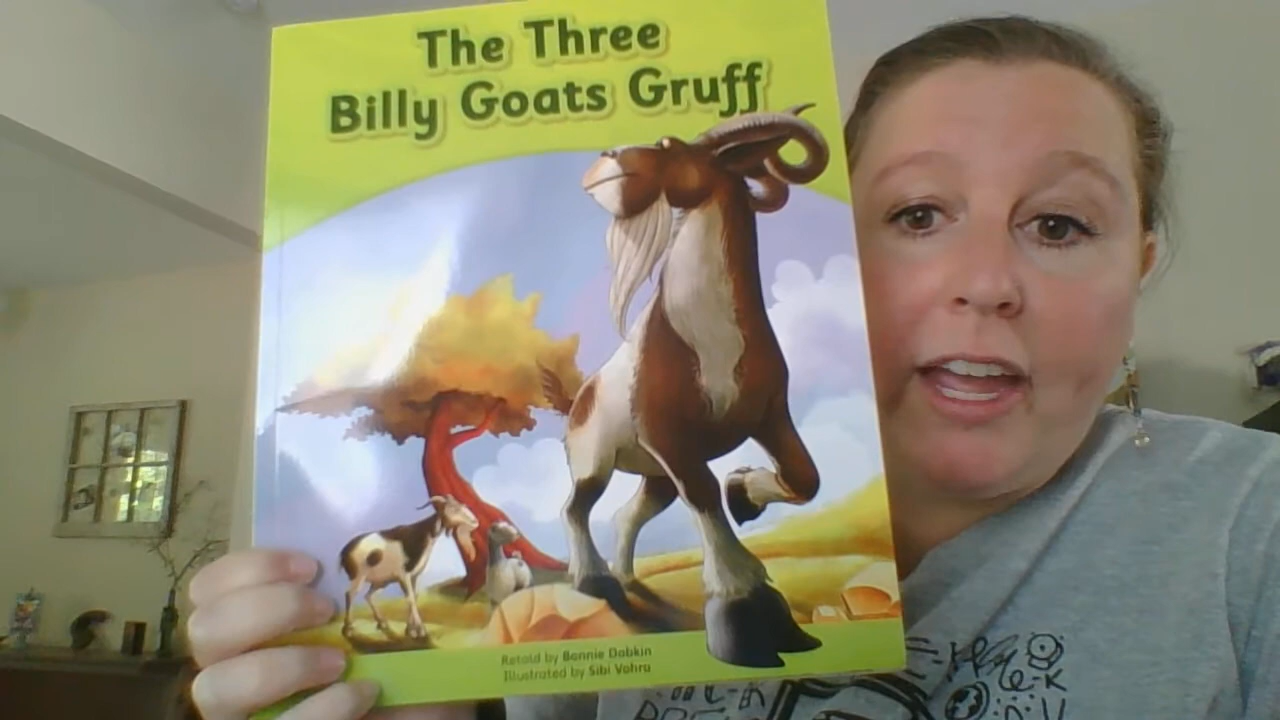 The Three
Billy Goats Gruff
Retold by Bonnie Dobkin
Illustrated by Sibi Vohra